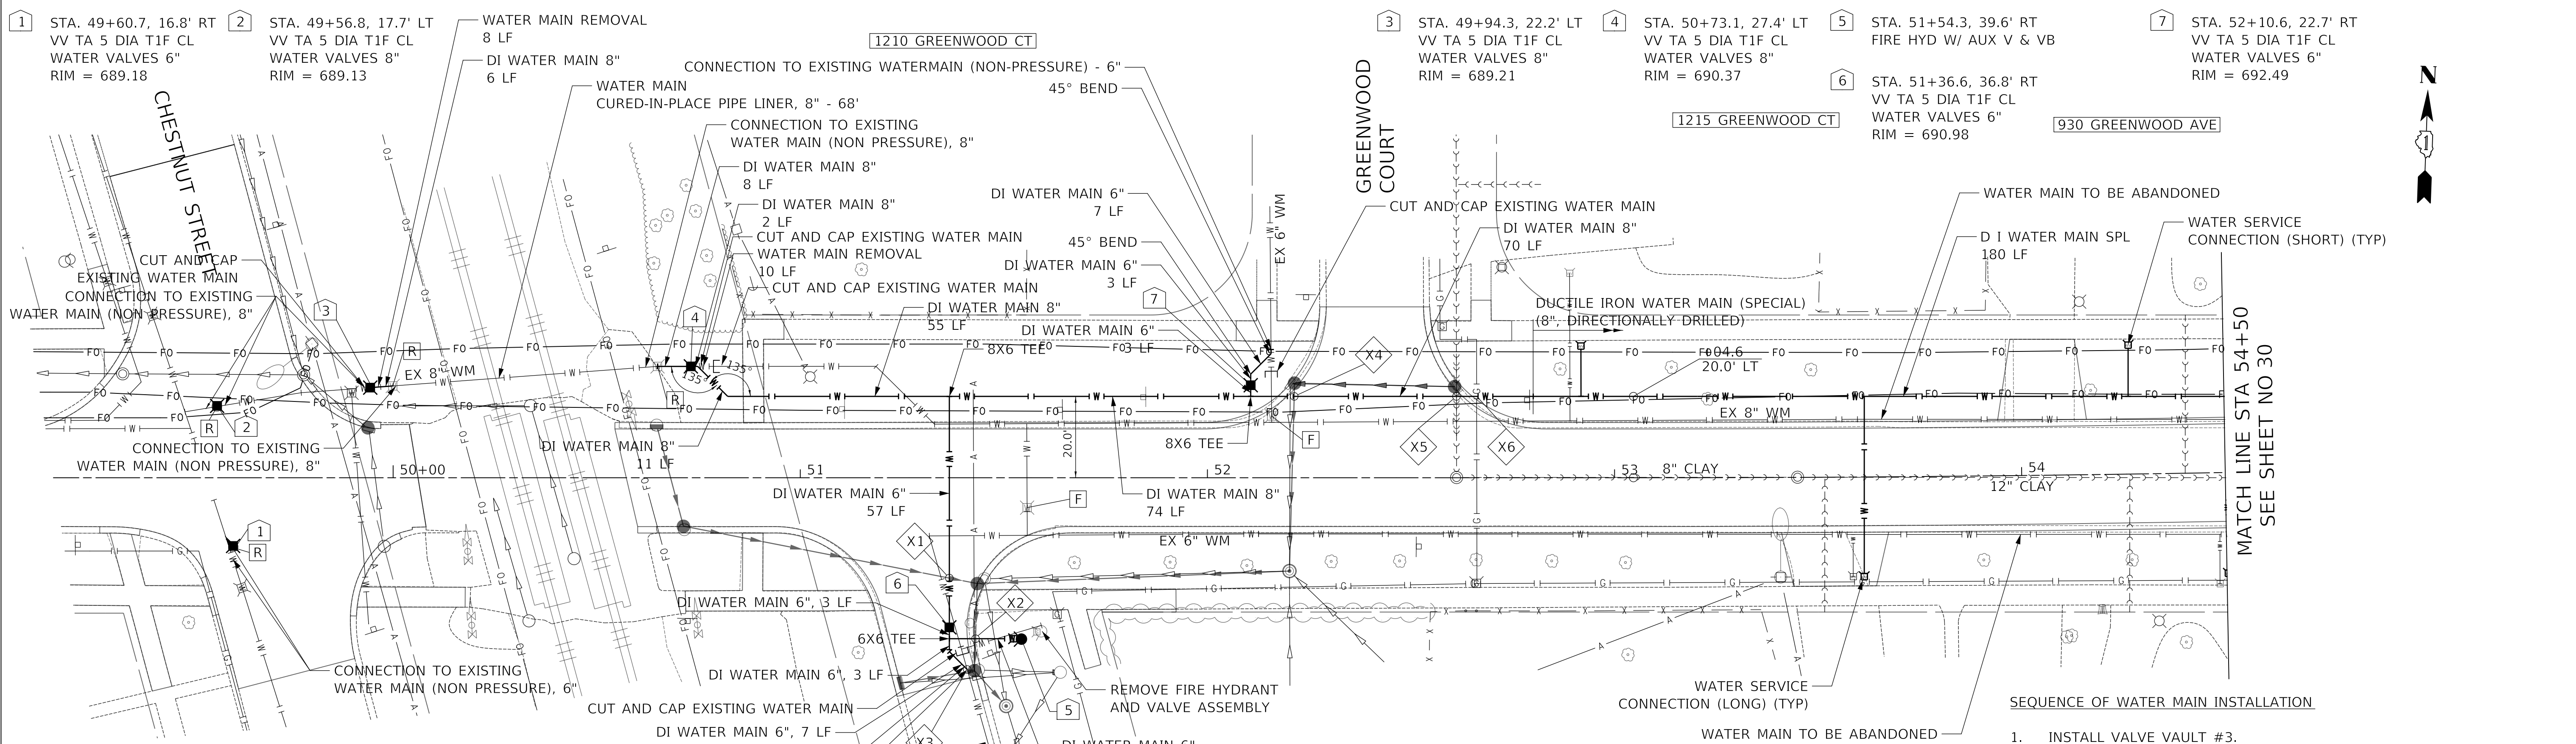 1
STA. 49+60.7, 16.8' RT
VV TA 5 DIA T1F CL
WATER VALVES 6"
RIM = 689.18
2
STA. 49+56.8, 17.7' LT
VV TA 5 DIA T1F CL
WATER VALVES 8"
RIM = 689.13
WATER MAIN REMOVAL
8 LF
DI WATER MAIN 8"
6 LF
WATER MAIN
CURED-IN-PLACE PIPE LINER, 8" - 68'
1210 GREENWOOD CT
CONNECTION TO EXISTING WATERMAIN (NON-PRESSURE) - 6"
45° BEND
CONNECTION TO EXISTING
WATER MAIN (NON PRESSURE), 8"
DI WATER MAIN 8"
8 LF
DI WATER MAIN 8"
2 LF
CUT AND CAP EXISTING WATER MAIN
WATER MAIN REMOVAL
10 LF
CUT AND CAP EXISTING WATER MAIN
DI WATER MAIN 8"
55 LF
DI WATER MAIN 6"
7 LF
45° BEND
DI WATER MAIN 6"
3 LF
7
DI WATER MAIN 6"
3 LF
8X6 TEE
GREENWOOD
COURT
EX 6" WM
3
STA. 49+94.3, 22.2' LT
VV TA 5 DIA T1F CL
WATER VALVES 8"
RIM = 689.21
4
STA. 50+73.1, 27.4' LT
VV TA 5 DIA T1F CL
WATER VALVES 8"
RIM = 690.37
5
STA. 51+54.3, 39.6' RT
FIRE HYD W/ AUX V & VB
6
STA. 51+36.6, 36.8' RT
VV TA 5 DIA T1F CL
WATER VALVES 6"
RIM = 690.98
7
STA. 52+10.6, 22.7' RT
VV TA 5 DIA T1F CL
WATER VALVES 6"
RIM = 692.49
1215 GREENWOOD CT
930 GREENWOOD AVE
N
1
CUT AND CAP EXISTING WATER MAIN
DI WATER MAIN 8"
70 LF
WATER MAIN TO BE ABANDONED
WATER SERVICE
CONNECTION (SHORT) (TYP)
D I WATER MAIN SPL
180 LF
DUCTILE IRON WATER MAIN (SPECIAL)
(8", DIRECTIONALLY DRILLED)
CHESTNUT STREET
CUT AND CAP
EXISTING WATER MAIN
CONNECTION TO EXISTING
WATER MAIN (NON PRESSURE), 8"
3
R
EX 8" WM
4
135°
135°
R
X4
04.6
20.0' LT
EX 8" WM
R
2
CONNECTION TO EXISTING
WATER MAIN (NON PRESSURE), 8"
DI WATER MAIN 8"
11 LF
20.0'
8X6 TEE
F
X5
X6
50+00
51
52
53
8" CLAY
54
12" CLAY
MATCH LINE STA 54+50
SEE SHEET NO 30
DI WATER MAIN 6"
57 LF
F
DI WATER MAIN 8"
74 LF
1
R
X1
EX 6" WM
6
DI WATER MAIN 6", 3 LF
X2
6X6 TEE
DI WATER MAIN 6", 3 LF
CONNECTION TO EXISTING
WATER MAIN (NON PRESSURE), 6"
CUT AND CAP EXISTING WATER MAIN
DI WATER MAIN 6", 7 LF
X3
5
REMOVE FIRE HYDRANT
AND VALVE ASSEMBLY
DI WATER MAIN 6"
WATER SERVICE
CONNECTION (LONG) (TYP)
WATER MAIN TO BE ABANDONED
SEQUENCE OF WATER MAIN INSTALLATION
1. INSTALL VALVE VAULT #3.